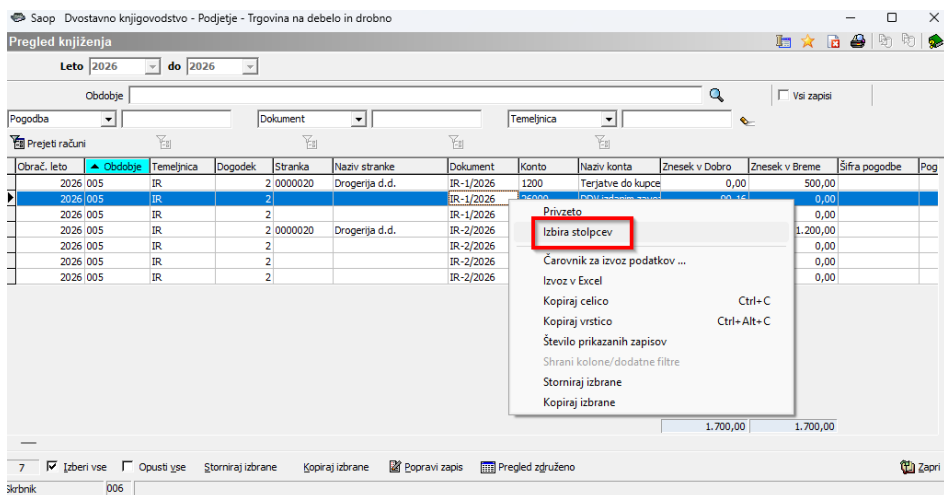 Saop Dvostavno knjigovodstvo - Podjetje - Trgovina na debelo in drobno
Pregled knjiženja
Leto 2026 do 2026
Obdobje Vsi zapisi
Pogodba Dokument Temeljnica
Prejeti računi
Obrač. leto Obdobje Temeljnica Dogodek Stranka Naziv stranke Dokument Konto Naziv konta Znesek v Dobro Znesek v Breme Šifra pogodbe Pog
2026 005 IR 2 0000020 Drogerija d.d. IR-1/2026 1200 Terjatve do kupce 0,00 500,00
2026 005 IR 2 IR-1/2026 26000 DDV 90,16 0,00
2026 005 IR 2 IR-1/2026 0,00
2026 005 IR 2 0000020 Drogerija d.d. IR-2/2026 1.200,00
2026 005 IR 2 IR-2/2026 0,00
2026 005 IR 2 IR-2/2026 0,00
2026 005 IR 2 IR-2/2026 0,00
Privzeto
Izbira stolpcev
Čarovnik za izvoz podatkov ...
Izvoz v Excel
Kopiraj celico Ctrl+C
Kopiraj vrstico Ctrl+Alt+C
Število prikazanih zapisov
Shrani kolone/dodatne filtre
Storniraj izbrane
Kopiraj izbrane
1.700,00 1.700,00
7 Izberi vse Opusti vse Storniraj izbrane Kopiraj izbrane Popravi zapis Pregled združeno Zapri
Skrbnik 006